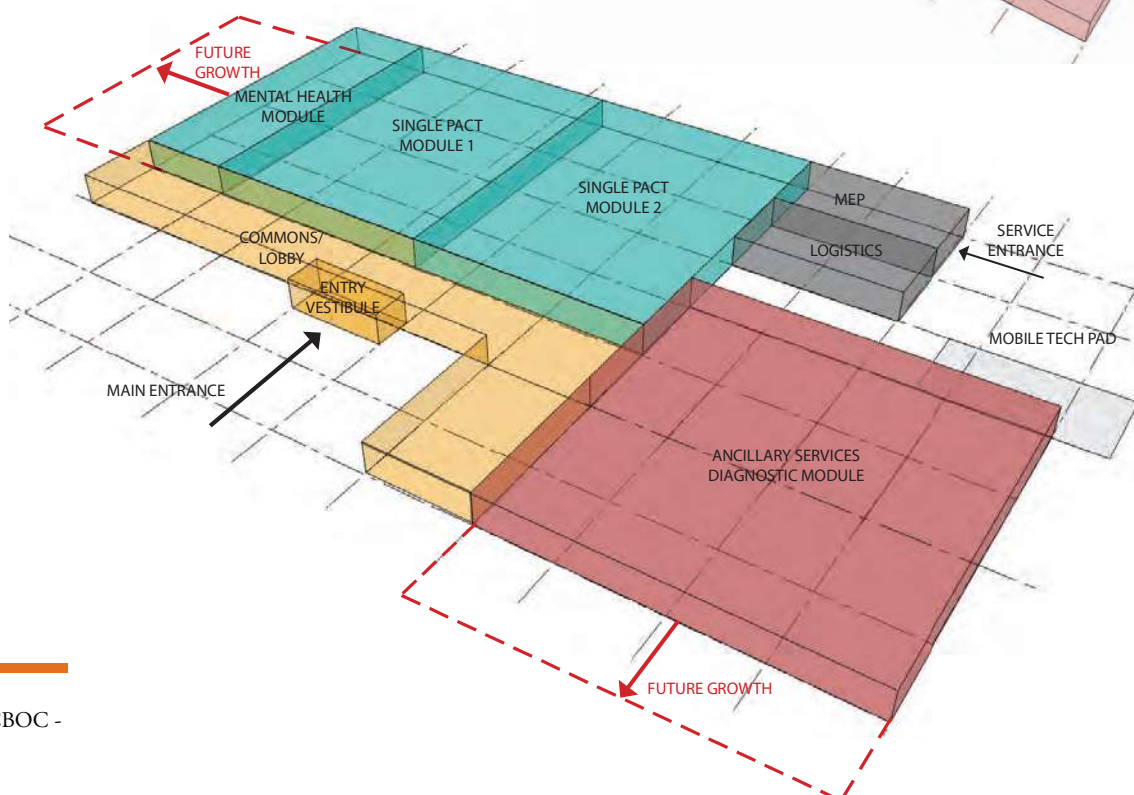 FUTURE
GROWTH
MENTAL HEALTH
MODULE
SINGLE PACT
MODULE 1
SINGLE PACT
MODULE 2
MEP
LOGISTICS
SERVICE
ENTRANCE
COMMONS/
LOBBY
ENTRY
VESTIBULE
MOBILE TECH PAD
MAIN ENTRANCE
ANCILLARY SERVICES
DIAGNOSTIC MODULE
FUTURE GROWTH
BOC -